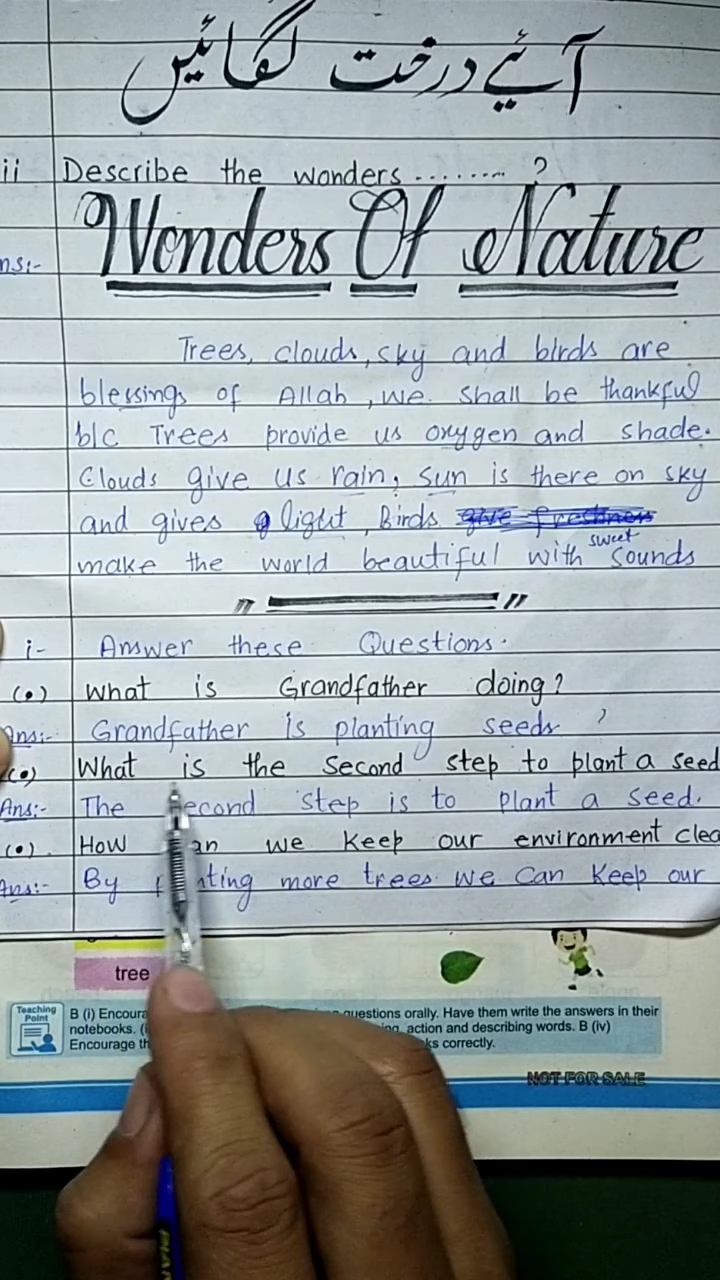 آئیے درخت لگائیں
ii Describe the wonders ........ ?
Wonders Of Nature
ns:-
Trees, clouds, sky and birds are
blessings of Allah, we shall be thankful
b/c Trees provide us oxygen and shade.
Clouds give us rain, Sun is there on sky
and gives light, Birds give freshness
make the world beautiful with sweet sounds
i- Answer these Questions.
(•) What is Grandfather doing?
Ans:- Grandfather is planting seeds
(•) What is the Second step to plant a seed
Ans:- The second step is to plant a seed.
(•) How an we keep our environment clea
Ans:- By nting more trees we can keep our
tree
Teaching Point
B (i) Encoura questions orally. Have them write the answers in their
notebooks. action and describing words. B (iv)
Encourage th ks correctly.
NOT FOR SALE